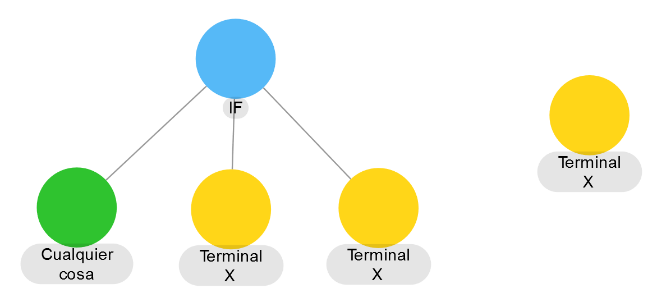 IF
Terminal
X
Cualquier
cosa
Terminal
X
Terminal
X